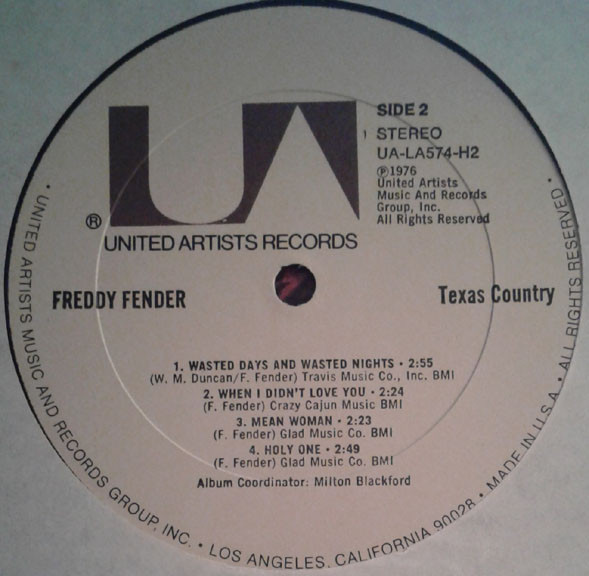 UA
SIDE 2
STEREO
UA-LA574-H2
℗1976
United Artists
Music And Records
Group, Inc.
All Rights Reserved
®
UNITED ARTISTS RECORDS
FREDDY FENDER
Texas Country
1. WASTED DAYS AND WASTED NIGHTS • 2:55
(W. M. Duncan/F. Fender) Travis Music Co., Inc. BMI
2. WHEN I DIDN'T LOVE YOU • 2:24
(F. Fender) Crazy Cajun Music BMI
3. MEAN WOMAN • 2:23
(F. Fender) Glad Music Co. BMI
4. HOLY ONE • 2:49
(F. Fender) Glad Music Co. BMI
Album Coordinator: Milton Blackford
• UNITED ARTISTS MUSIC AND RECORDS GROUP, INC. • LOS ANGELES, CALIFORNIA 90028 • MADE IN U.S.A. • ALL RIGHTS RESERVED •